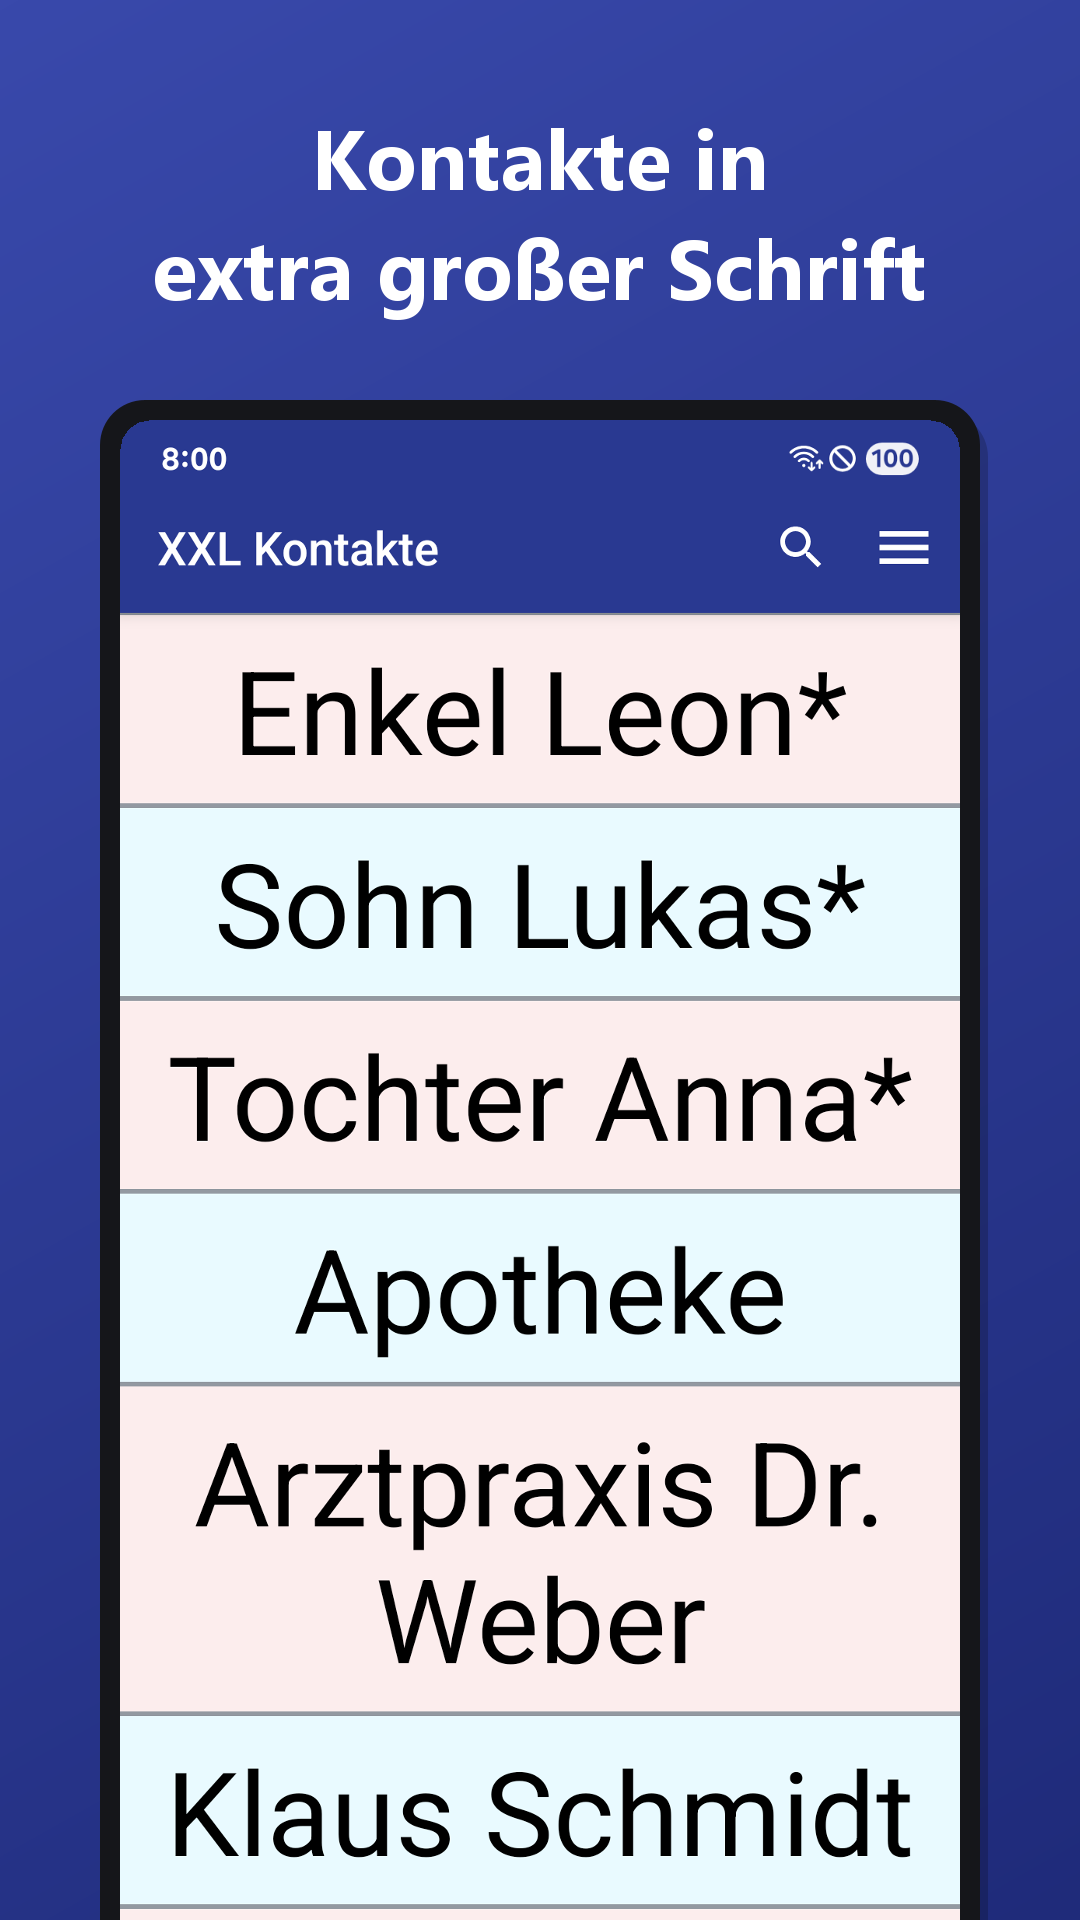 Kontakte in
extra großer Schrift
8:00
100
XXL Kontakte
Enkel Leon*
Sohn Lukas*
Tochter Anna*
Apotheke
Arztpraxis Dr.
Weber
Klaus Schmidt